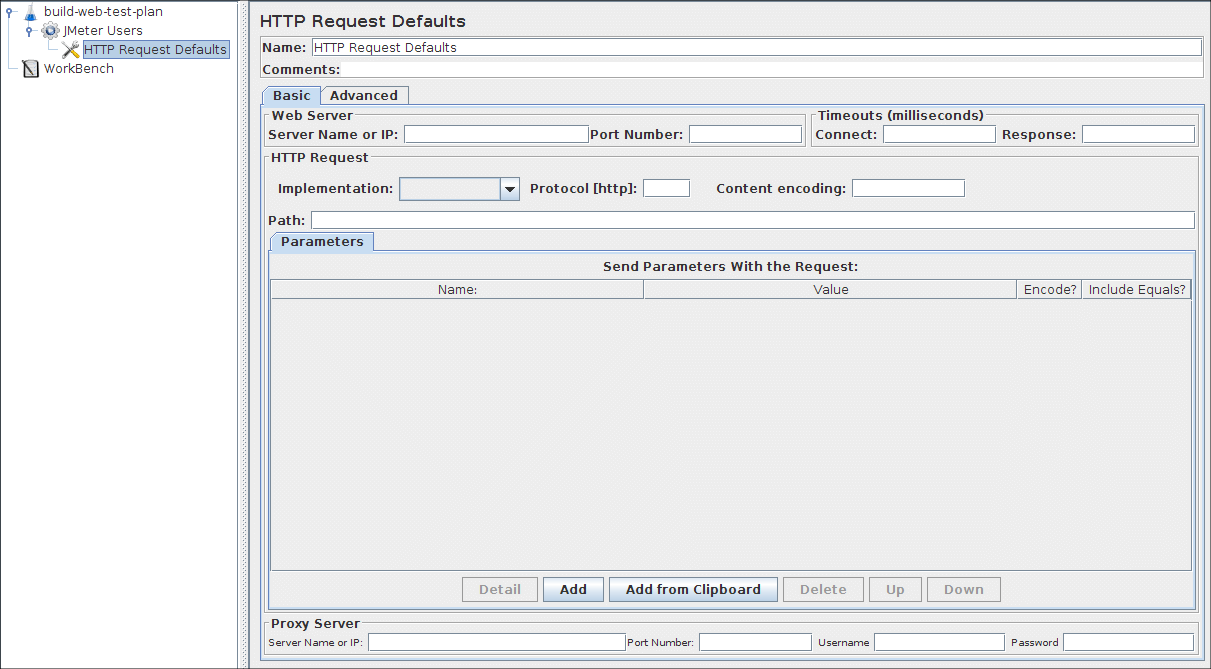 build-web-test-plan
JMeter Users
HTTP Request Defaults
WorkBench
HTTP Request Defaults
Name: HTTP Request Defaults
Comments:
Basic Advanced
Web Server
Server Name or IP: Port Number:
Timeouts (milliseconds)
Connect: Response:
HTTP Request
Implementation: Protocol [http]: Content encoding:
Path:
Parameters
Send Parameters With the Request:
Name: Value Encode? Include Equals?
Detail Add Add from Clipboard Delete Up Down
Proxy Server
Server Name or IP: Port Number: Username Password